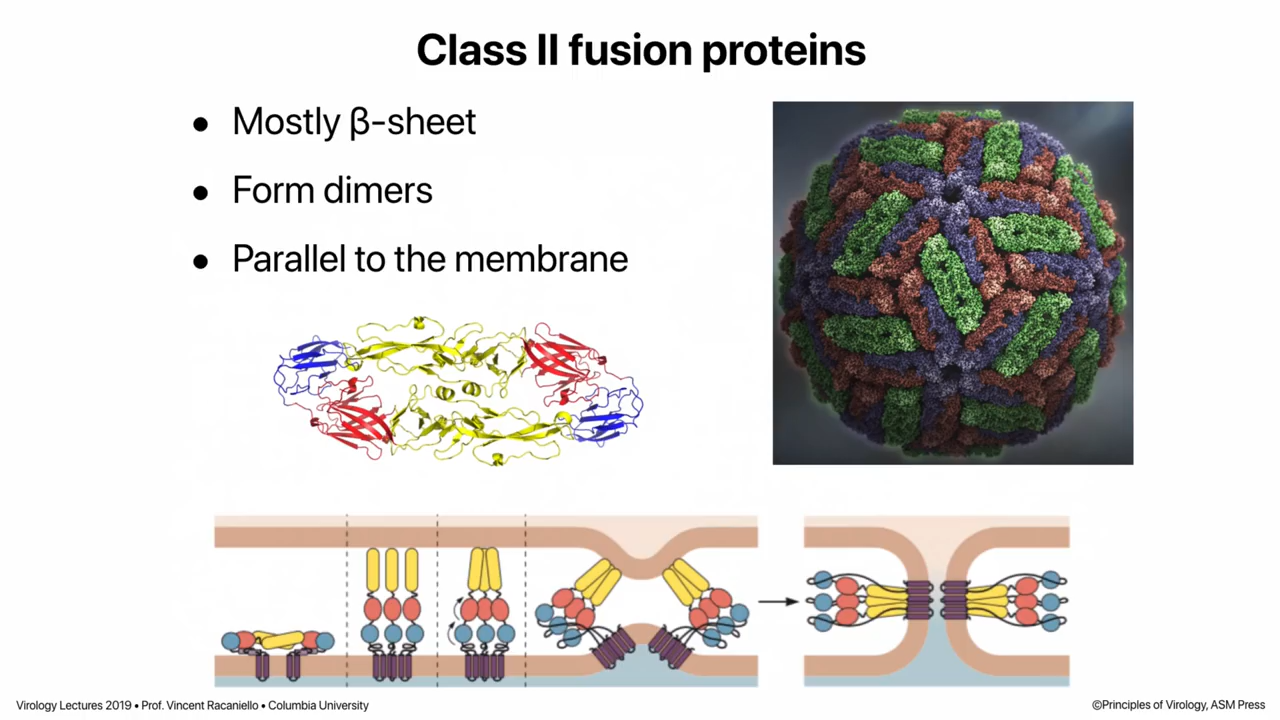 Class II fusion proteins
• Mostly β-sheet
• Form dimers
• Parallel to the membrane
Virology Lectures 2019 • Prof. Vincent Racaniello • Columbia University
©Principles of Virology, ASM Press